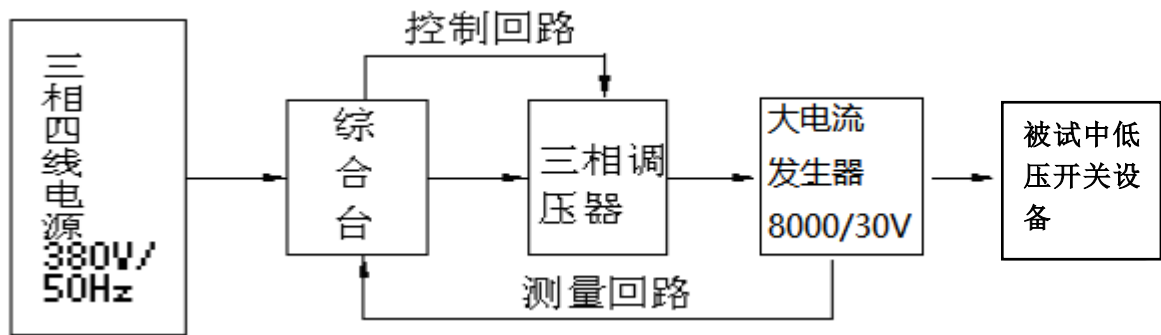 控制回路
三
相
四
线
电
源
380V/
50Hz
综
合
台
三相调
压器
大电流
发生器
8000/30V
被试中低
压开关设
备
测量回路